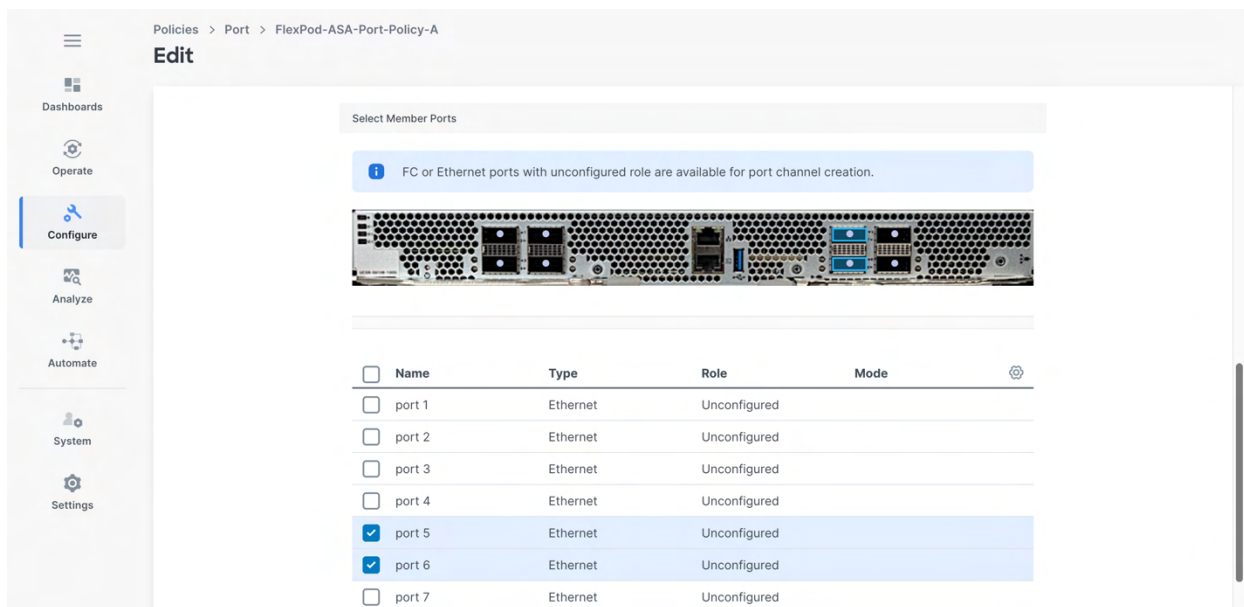 Policies > Port > FlexPod-ASA-Port-Policy-A
Edit
Dashboards
Operate
Configure
Analyze
Automate
System
Settings
Select Member Ports
FC or Ethernet ports with unconfigured role are available for port channel creation.
Name Type Role Mode
port 1 Ethernet Unconfigured
port 2 Ethernet Unconfigured
port 3 Ethernet Unconfigured
port 4 Ethernet Unconfigured
port 5 Ethernet Unconfigured
port 6 Ethernet Unconfigured
port 7 Ethernet Unconfigured